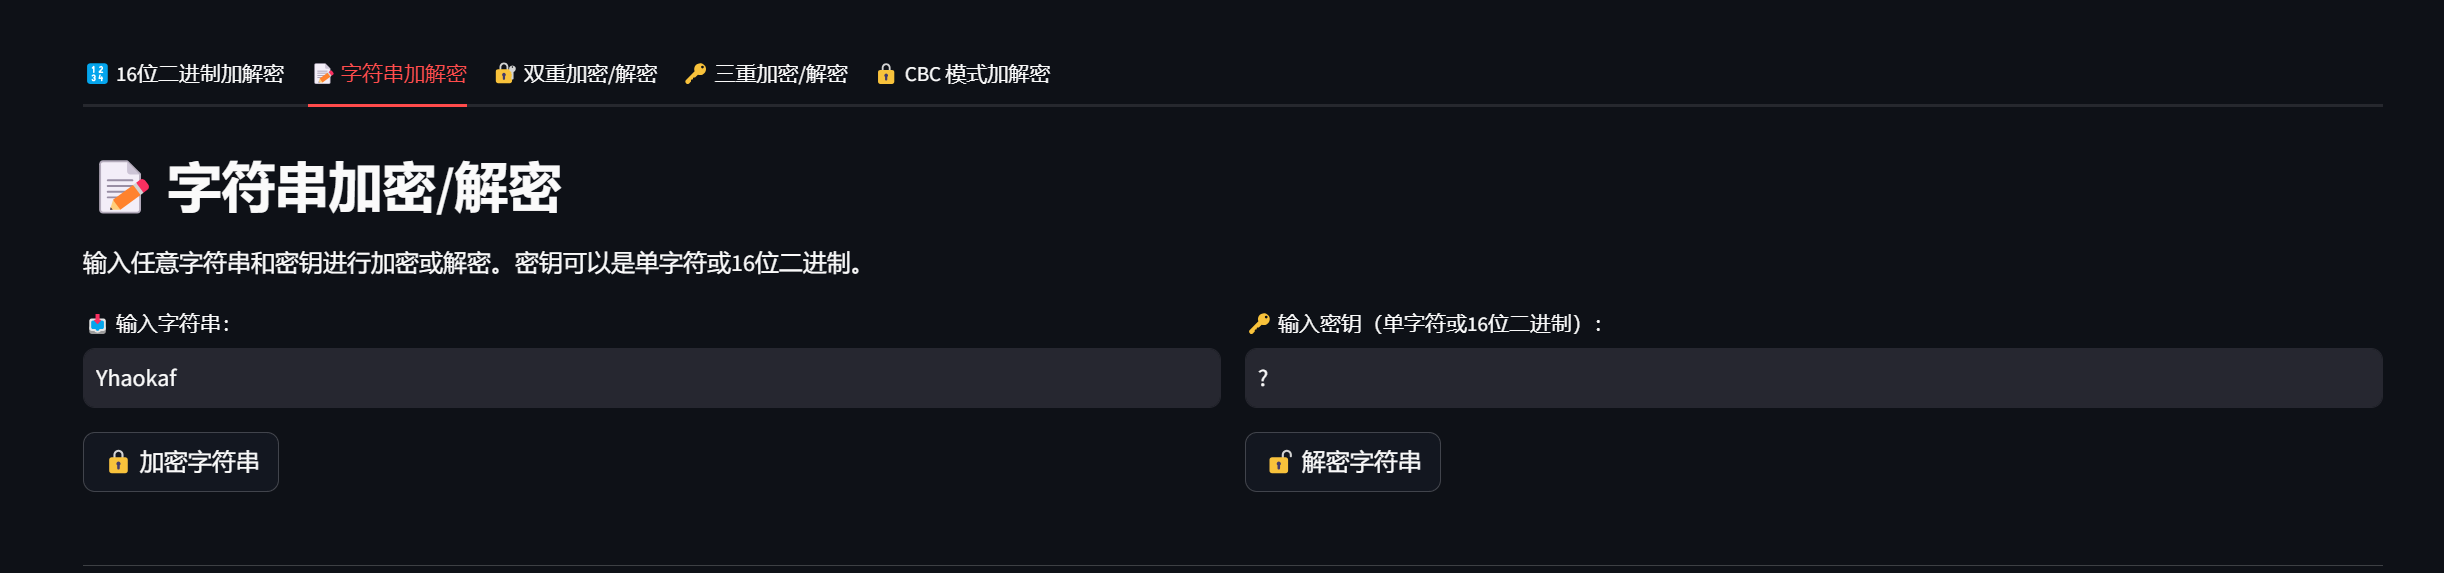 16位二进制加解密 字符串加解密 双重加密/解密 三重加密/解密 CBC 模式加解密
字符串加密/解密
输入任意字符串和密钥进行加密或解密。密钥可以是单字符或16位二进制。
输入字符串： 输入密钥（单字符或16位二进制）：
Yhaokaf ?
加密字符串 解密字符串